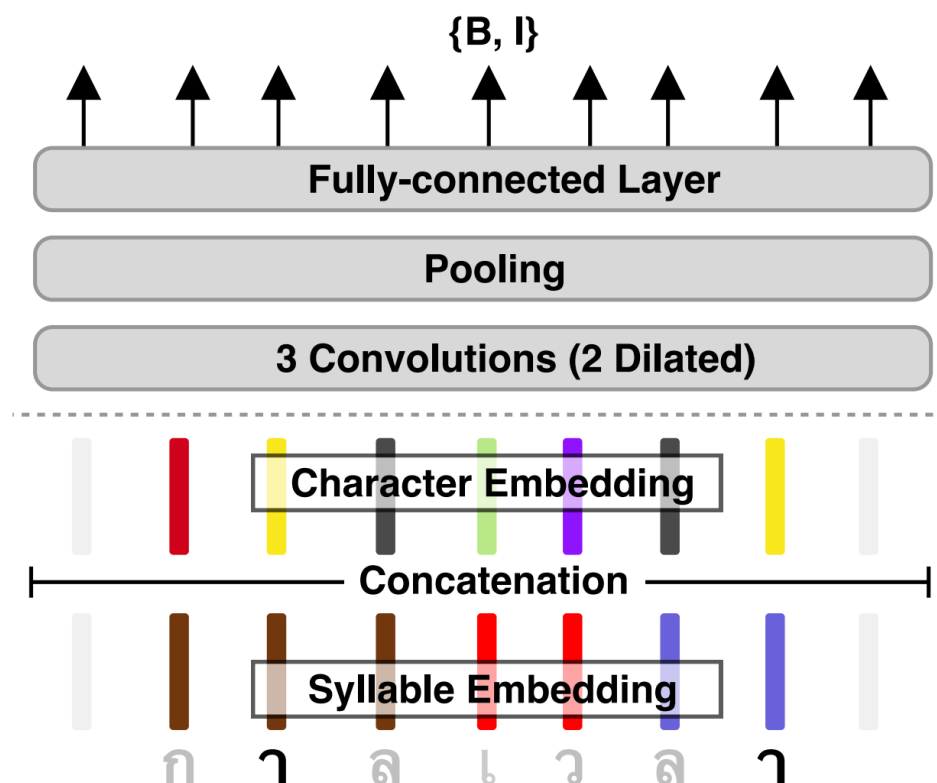 {B, I}
Fully-connected Layer
Pooling
3 Convolutions (2 Dilated)
Character Embedding
Concatenation
Syllable Embedding
ก า ล เ ว ล า